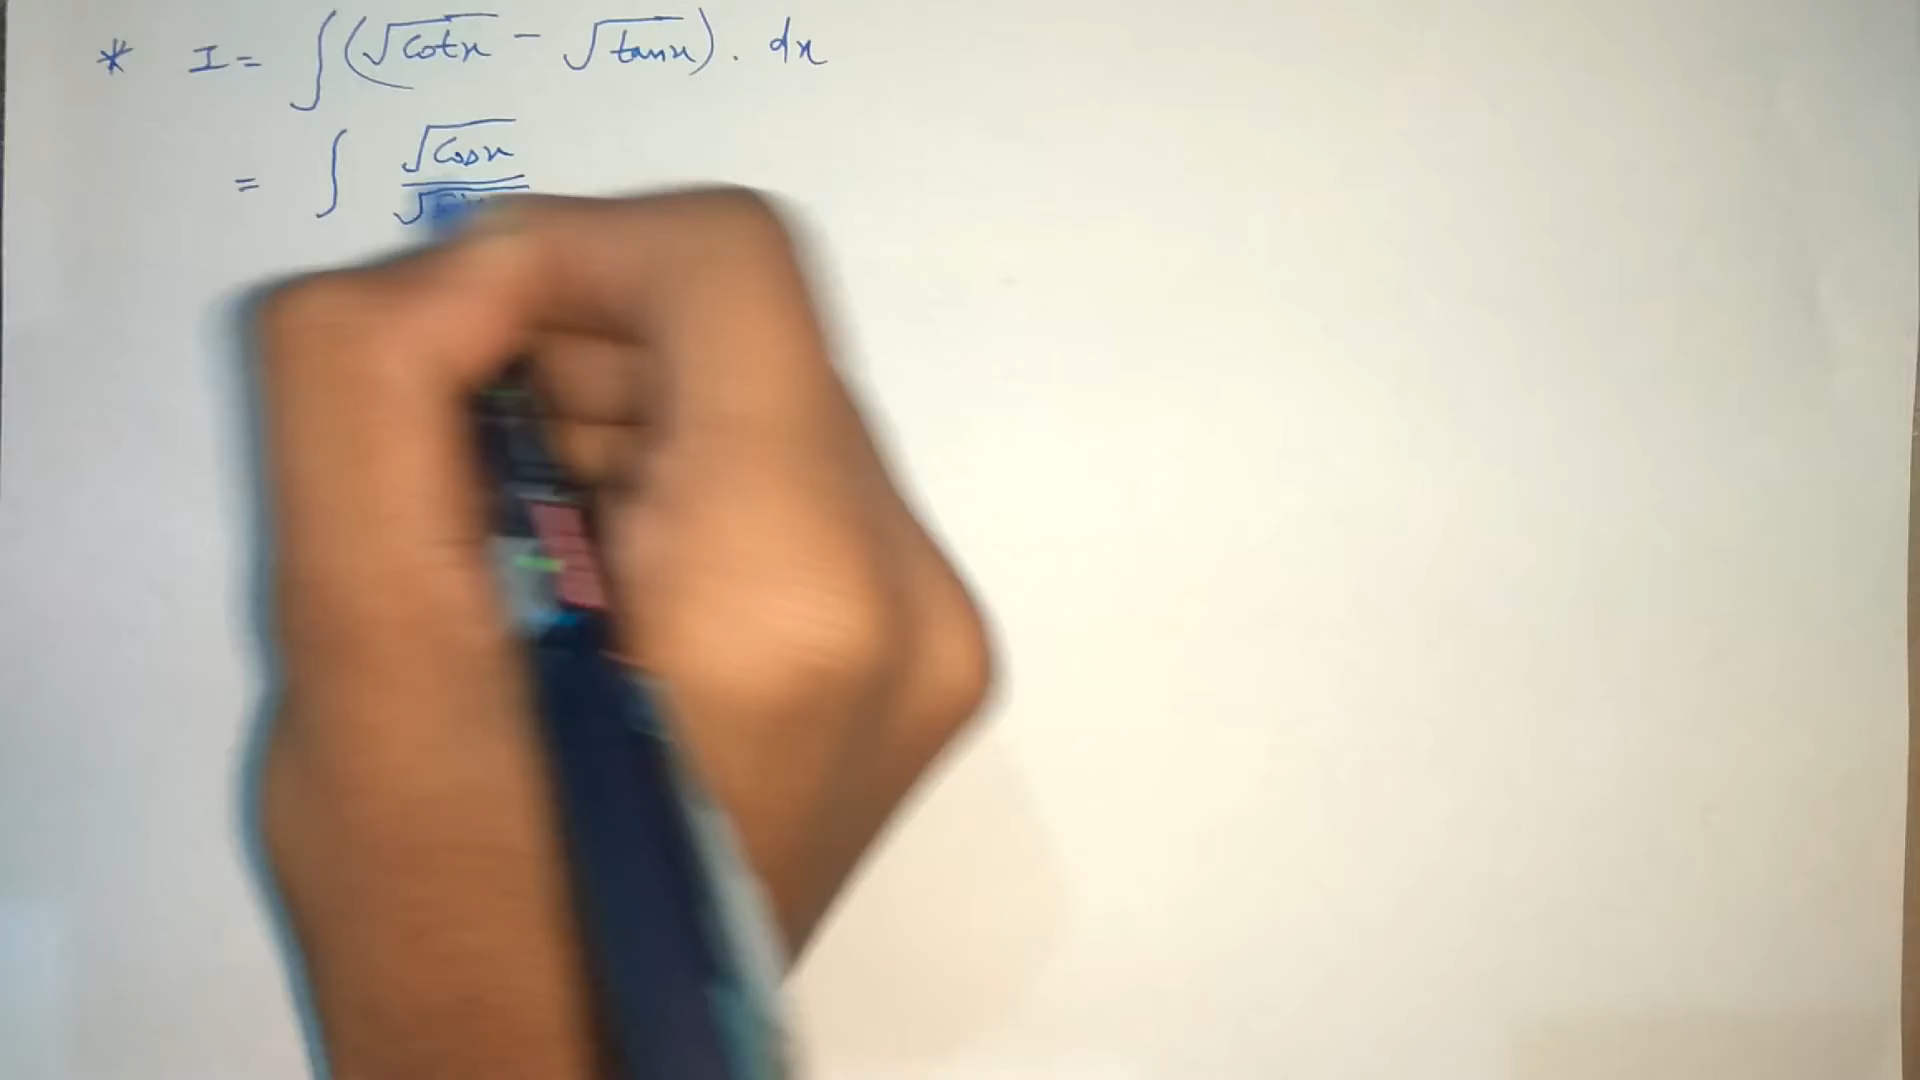 * I = ∫(√cotx - √tanx). dx
= ∫ √cosx / √